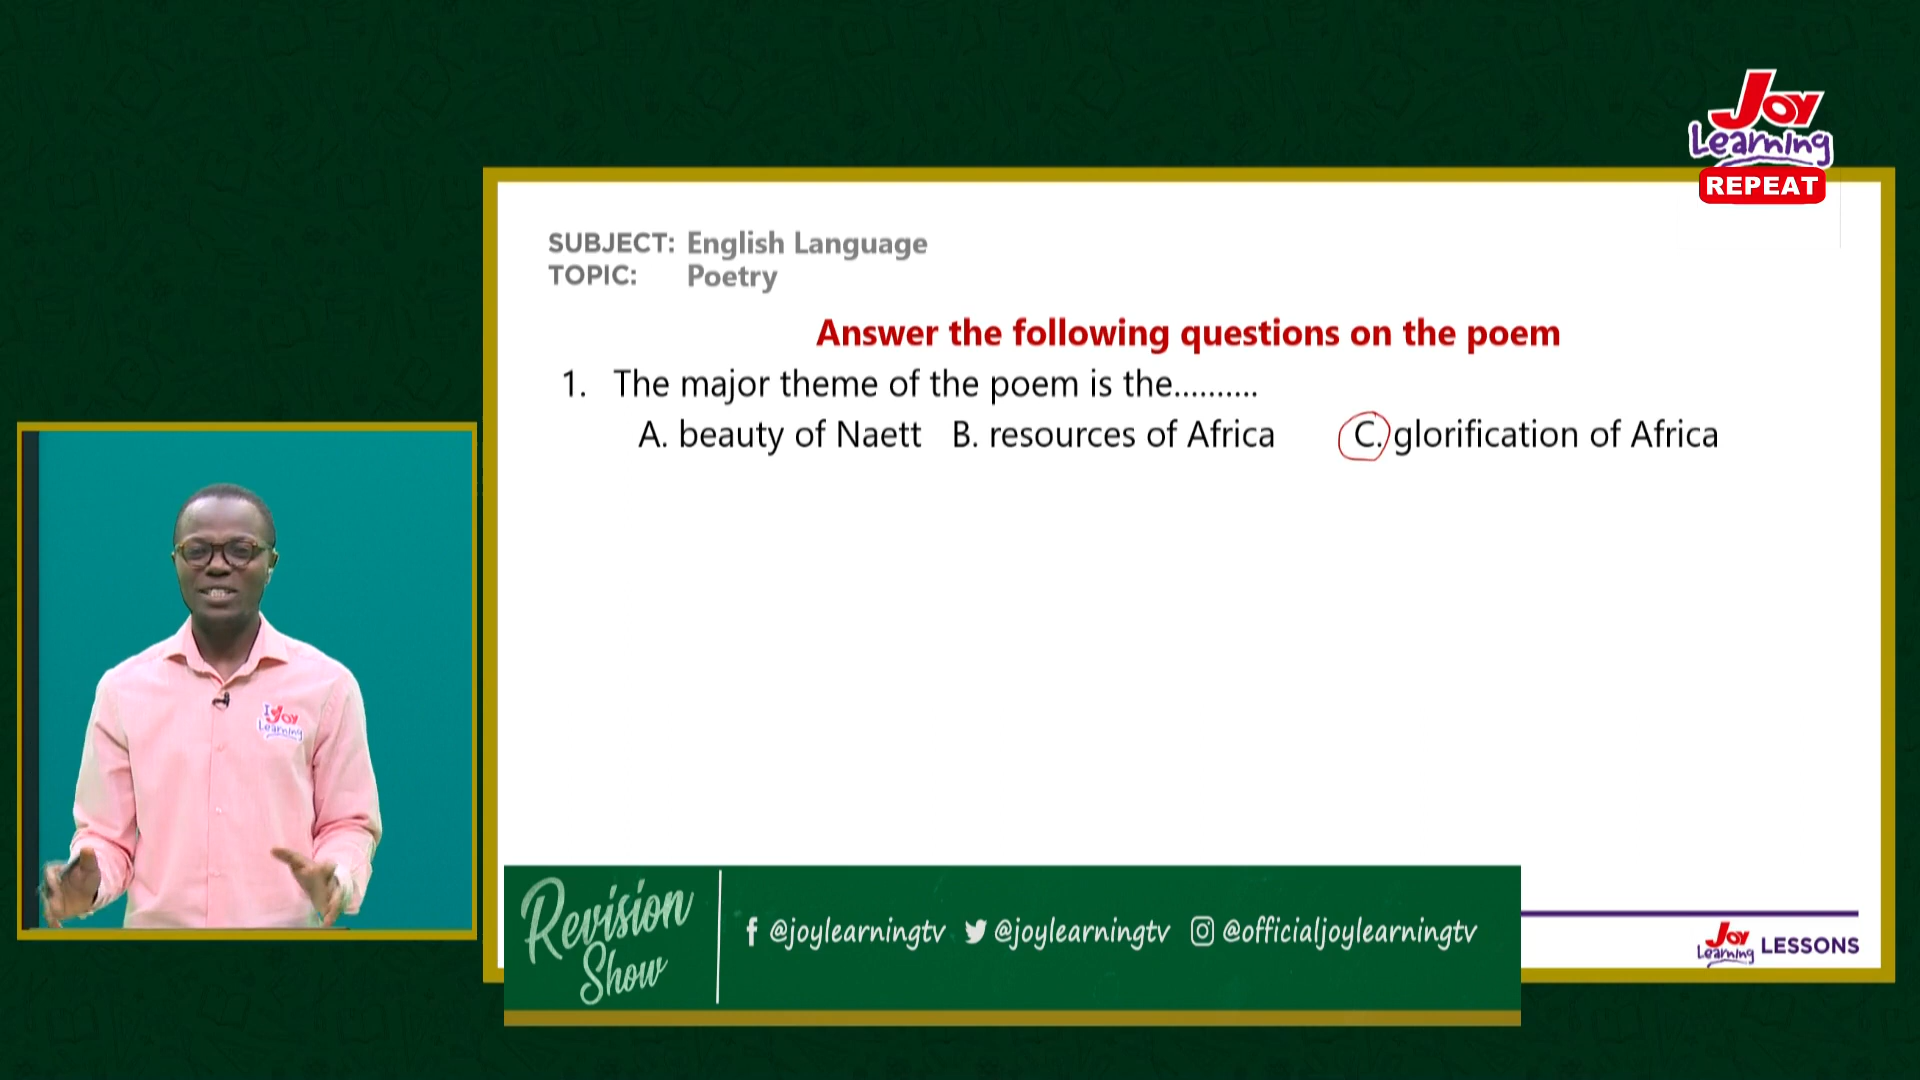 Joy
Learning
REPEAT
SUBJECT: English Language
TOPIC: Poetry
Answer the following questions on the poem
1. The major theme of the poem is the..........
A. beauty of Naett B. resources of Africa C. glorification of Africa
I Joy
Learning
Revision
Show
@joylearningtv @joylearningtv @officialjoylearningtv
Joy
Learning LESSONS